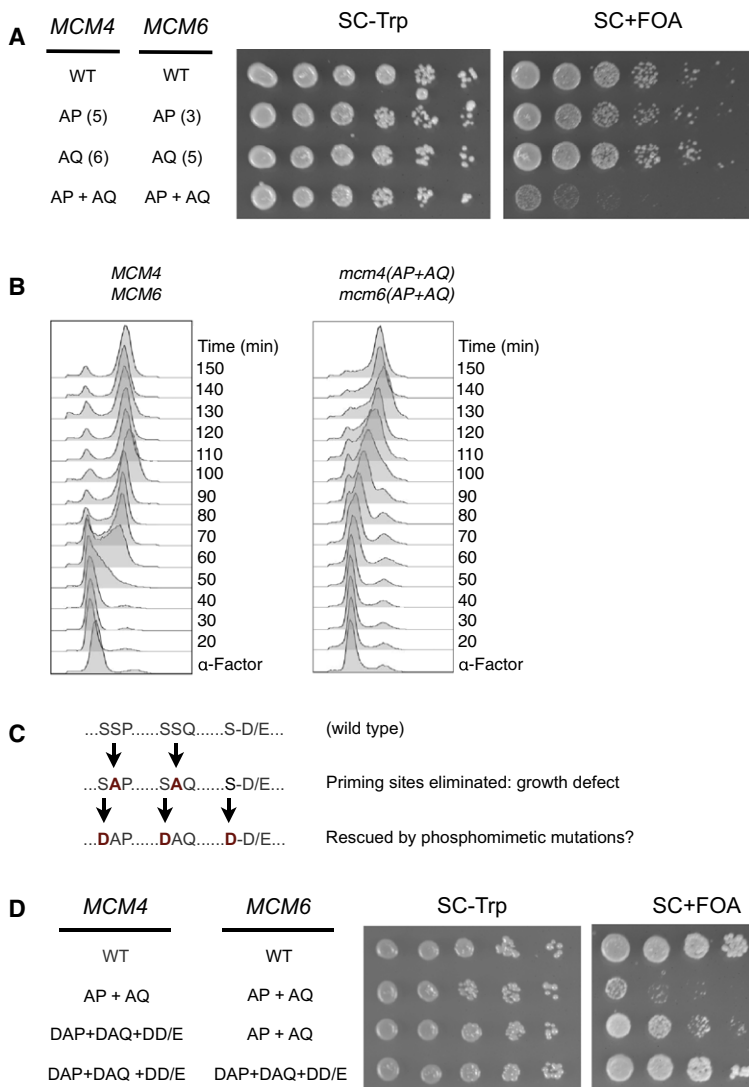 A
MCM4 MCM6 SC-Trp SC+FOA
WT WT
AP (5) AP (3)
AQ (6) AQ (5)
AP + AQ AP + AQ
B
MCM4 mcm4(AP+AQ)
MCM6 mcm6(AP+AQ)
Time (min) Time (min)
150 150
140 140
130 130
120 120
110 110
100 100
90 90
80 80
70 70
60 60
50 50
40 40
30 30
20 20
α-Factor α-Factor
C
...SSP......SSQ......S-D/E... (wild type)
...SAP......SAQ......S-D/E... Priming sites eliminated: growth defect
...DAP......DAQ......D-D/E... Rescued by phosphomimetic mutations?
D
MCM4 MCM6 SC-Trp SC+FOA
WT WT
AP + AQ AP + AQ
DAP+DAQ+DD/E AP + AQ
DAP+DAQ +DD/E DAP+DAQ+DD/E